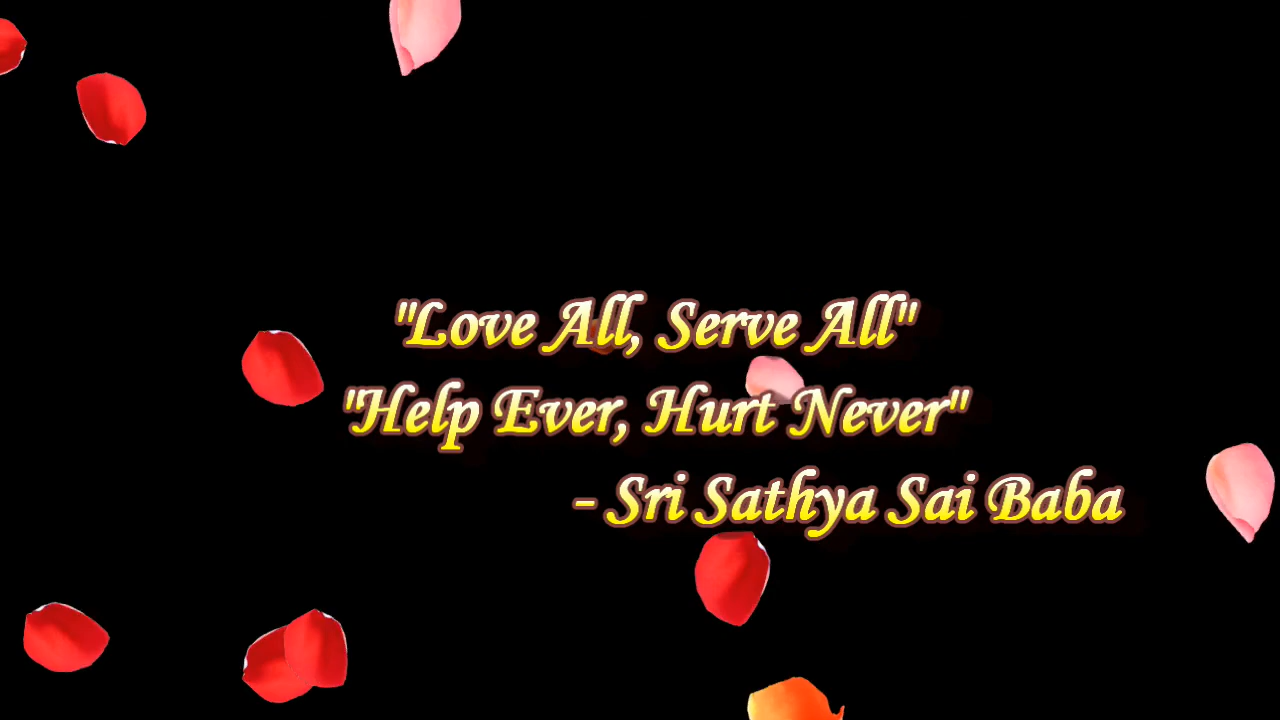 "Love All, Serve All"
"Help Ever, Hurt Never"
- Sri Sathya Sai Baba